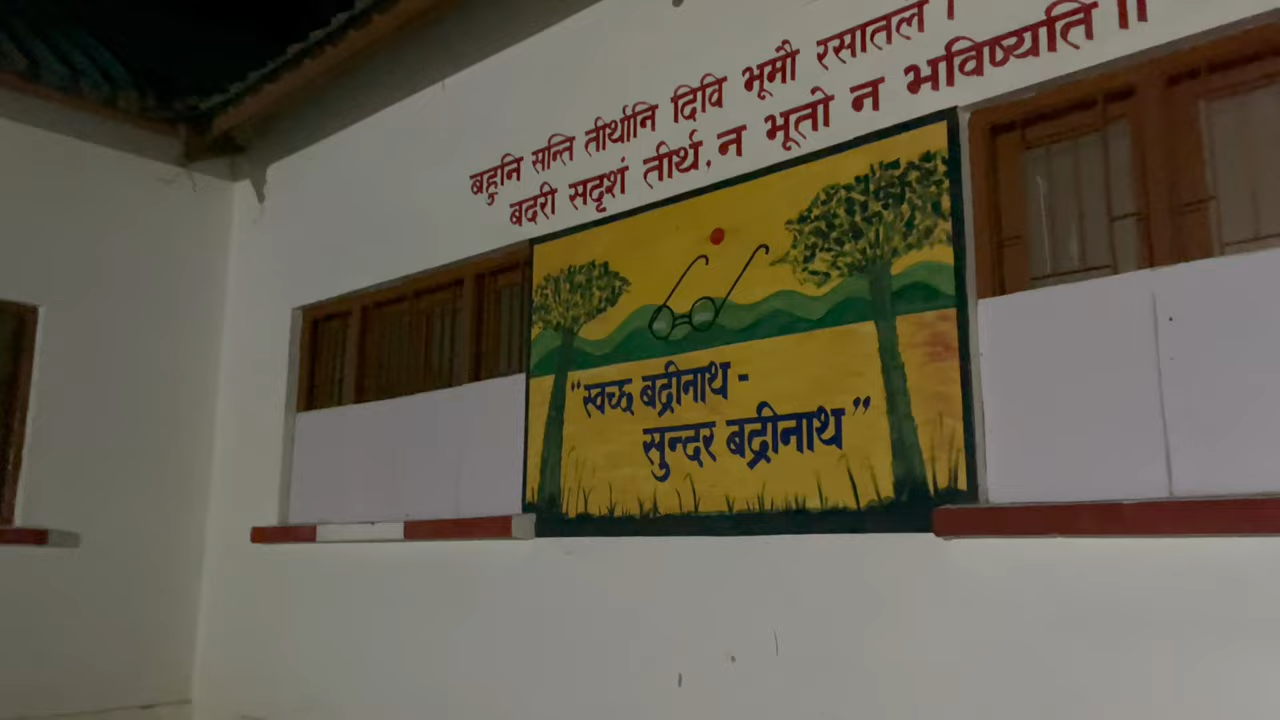 बहुनि सन्ति तीर्थानि दिवि भूमौ रसातले।
बदरी सदृशं तीर्थ, न भूतो न भविष्यति॥
“स्वच्छ बद्रीनाथ -
सुन्दर बद्रीनाथ”